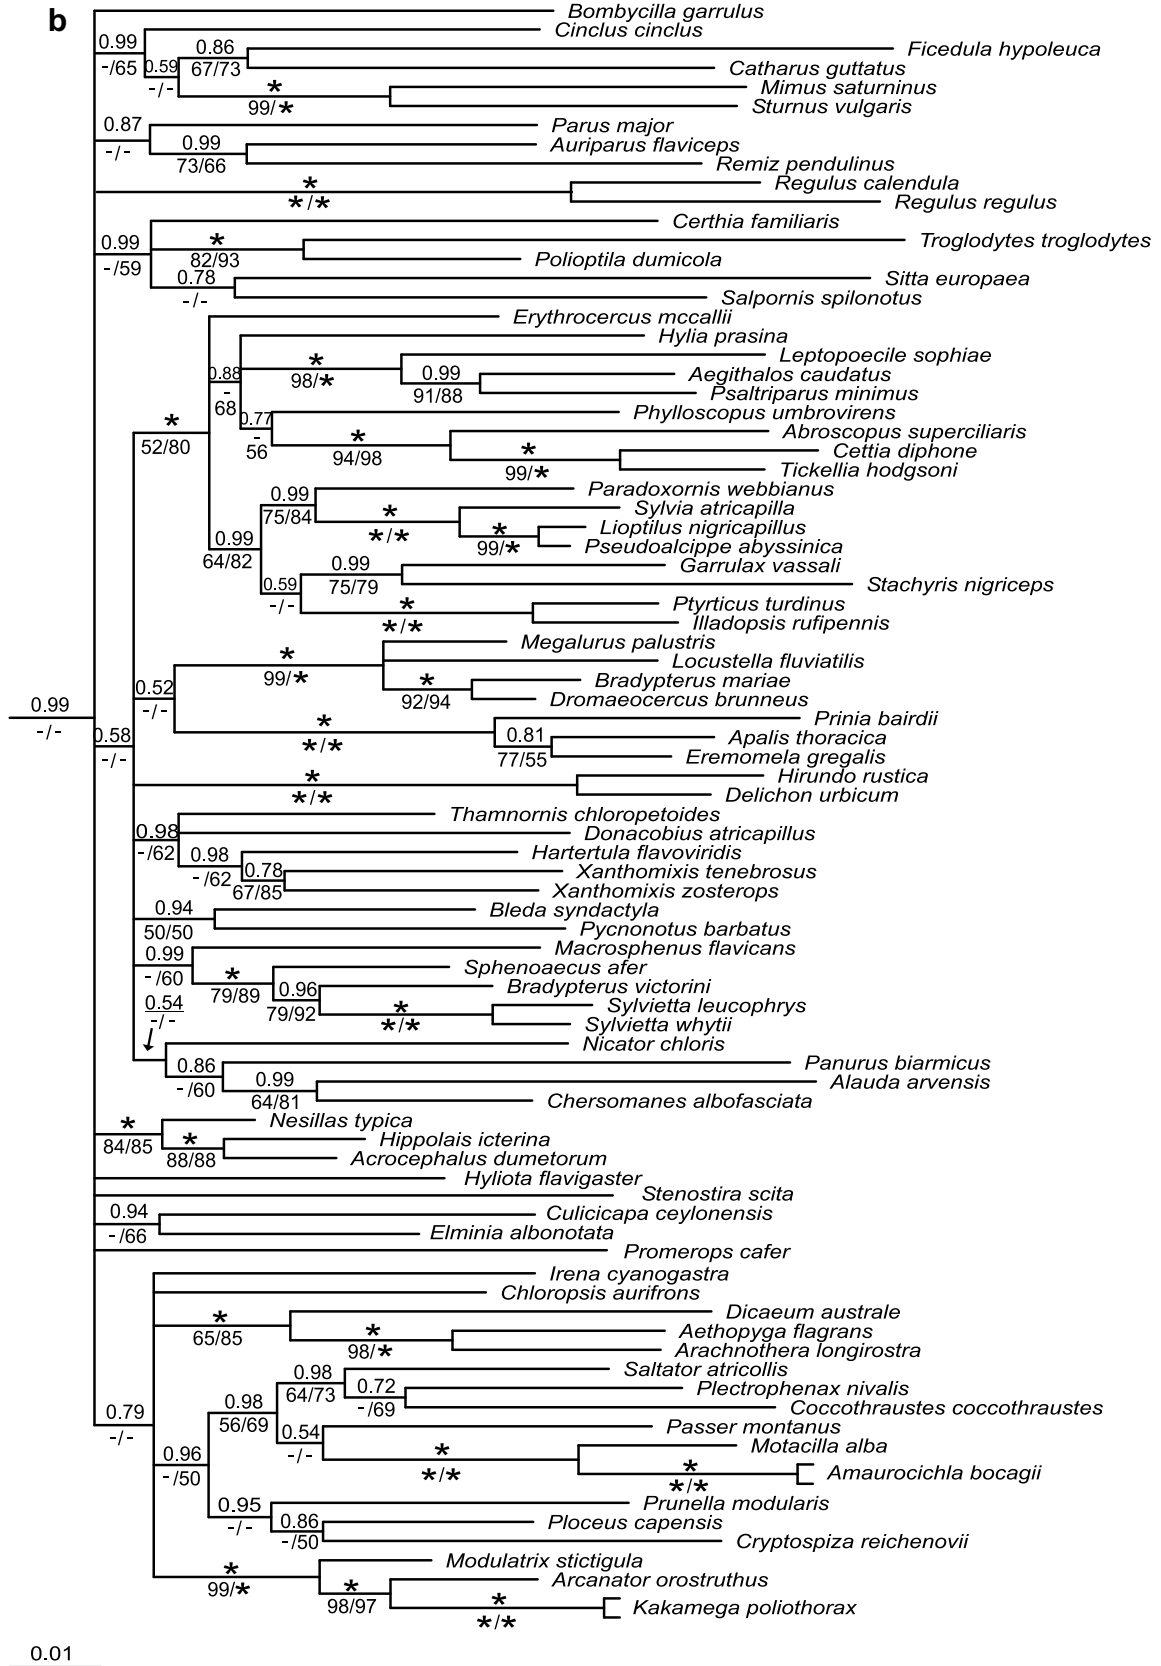 b
Bombycilla garrulus
Cinclus cinclus
0.99
-/65
0.86
67/73
Ficedula hypoleuca
0.59
-/-
Catharus guttatus
*
99/*
Mimus saturninus
Sturnus vulgaris
0.87
-/-
Parus major
0.99
73/66
Auriparus flaviceps
Remiz pendulinus
*
*/*
Regulus calendula
Regulus regulus
Certhia familiaris
0.99
-/59
*
82/93
Troglodytes troglodytes
Polioptila dumicola
0.78
-/-
Sitta europaea
Salpornis spilonotus
Erythrocercus mccallii
Hylia prasina
*
98/*
Leptopoecile sophiae
0.88
-
68
0.99
91/88
Aegithalos caudatus
Psaltriparus minimus
0.77
-
56
Phylloscopus umbrovirens
*
52/80
*
94/98
Abroscopus superciliaris
*
99/*
Cettia diphone
Tickellia hodgsoni
0.99
75/84
Paradoxornis webbianus
*
*/*
Sylvia atricapilla
*
99/*
Lioptilus nigricapillus
Pseudoalcippe abyssinica
0.99
64/82
0.99
75/79
Garrulax vassali
Stachyris nigriceps
0.59
-/-
*
*/*
Ptyrticus turdinus
Illadopsis rufipennis
Megalurus palustris
*
99/*
Locustella fluviatilis
*
92/94
Bradypterus mariae
Dromaeocercus brunneus
0.52
-/-
0.99
-/-
*
*/*
Prinia bairdii
0.81
77/55
Apalis thoracica
Eremomela gregalis
0.58
-/-
*
*/*
Hirundo rustica
Delichon urbicum
Thamnornis chloropetoides
0.98
-/62
Donacobius atricapillus
0.98
-/62
Hartertula flavoviridis
0.78
67/85
Xanthomixis tenebrosus
Xanthomixis zosterops
0.94
50/50
Bleda syndactyla
Pycnonotus barbatus
0.99
-/60
Macrosphenus flavicans
*
79/89
Sphenoaecus afer
0.96
79/92
Bradypterus victorini
*
*/*
Sylvietta leucophrys
Sylvietta whytii
0.54
-/-
Nicator chloris
0.86
-/60
Panurus biarmicus
0.99
64/81
Alauda arvensis
Chersomanes albofasciata
*
84/85
Nesillas typica
*
88/88
Hippolais icterina
Acrocephalus dumetorum
Hyliota flavigaster
Stenostira scita
0.94
-/66
Culicicapa ceylonensis
Elminia albonotata
Promerops cafer
Irena cyanogastra
Chloropsis aurifrons
*
65/85
Dicaeum australe
*
98/*
Aethopyga flagrans
Arachnothera longirostra
0.98
64/73
Saltator atricollis
0.72
-/69
Plectrophenax nivalis
Coccothraustes coccothraustes
0.79
-/-
0.98
56/69
0.54
-/-
Passer montanus
*
*/*
Motacilla alba
*
*/*
Amaurocichla bocagii
0.96
-/50
0.95
-/-
Prunella modularis
0.86
-/50
Ploceus capensis
Cryptospiza reichenovii
*
99/*
Modulatrix stictigula
*
98/97
Arcanator orostruthus
*
*/*
Kakamega poliothorax
0.01